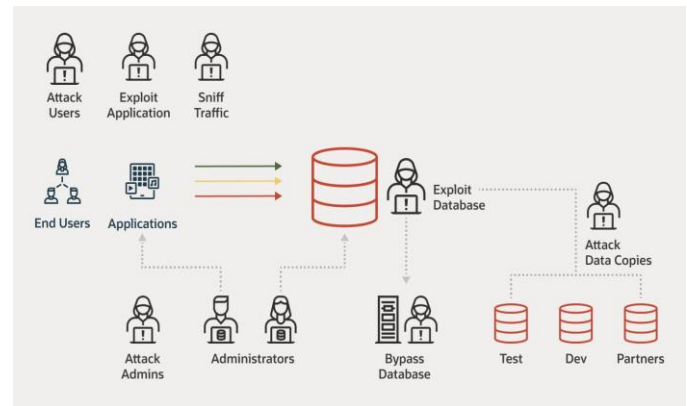 Attack
Users
Exploit
Application
Sniff
Traffic
End Users
Applications
Exploit
Database
Attack
Data Copies
Attack
Admins
Administrators
Bypass
Database
Test
Dev
Partners